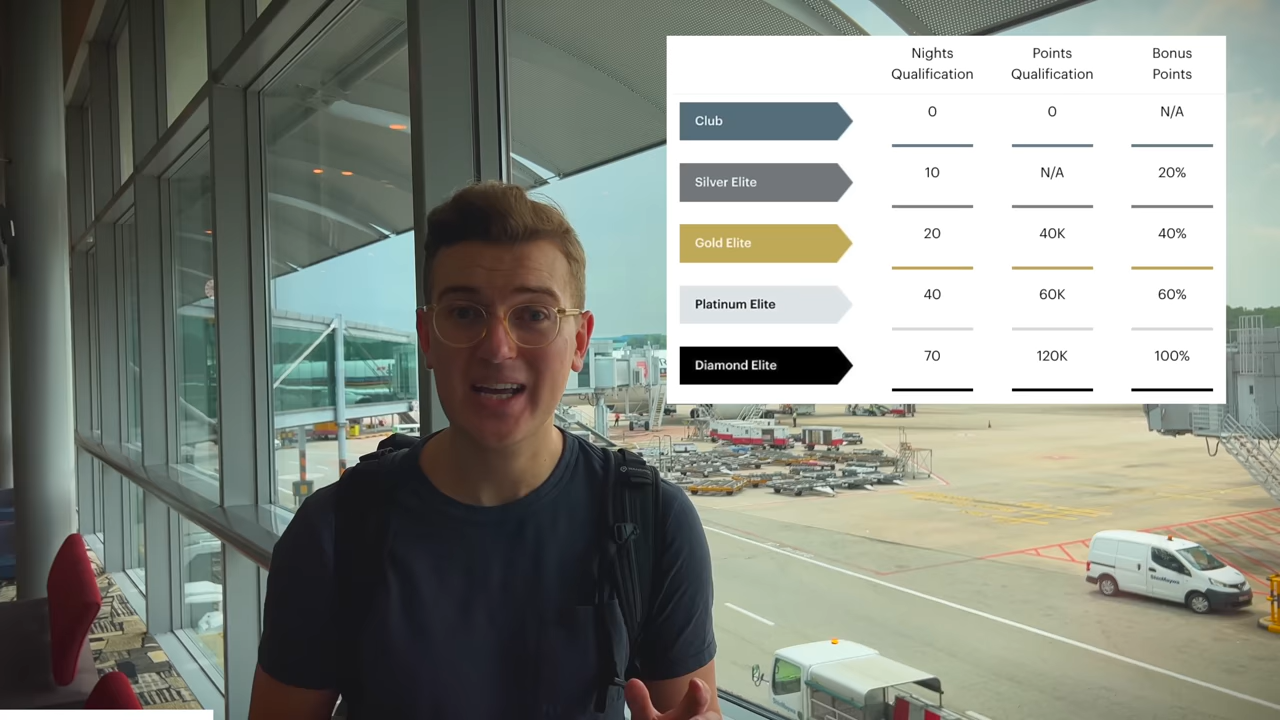 Nights Qualification
Points Qualification
Bonus Points
Club 0 0 N/A
Silver Elite 10 N/A 20%
Gold Elite 20 40K 40%
Platinum Elite 40 60K 60%
Diamond Elite 70 120K 100%